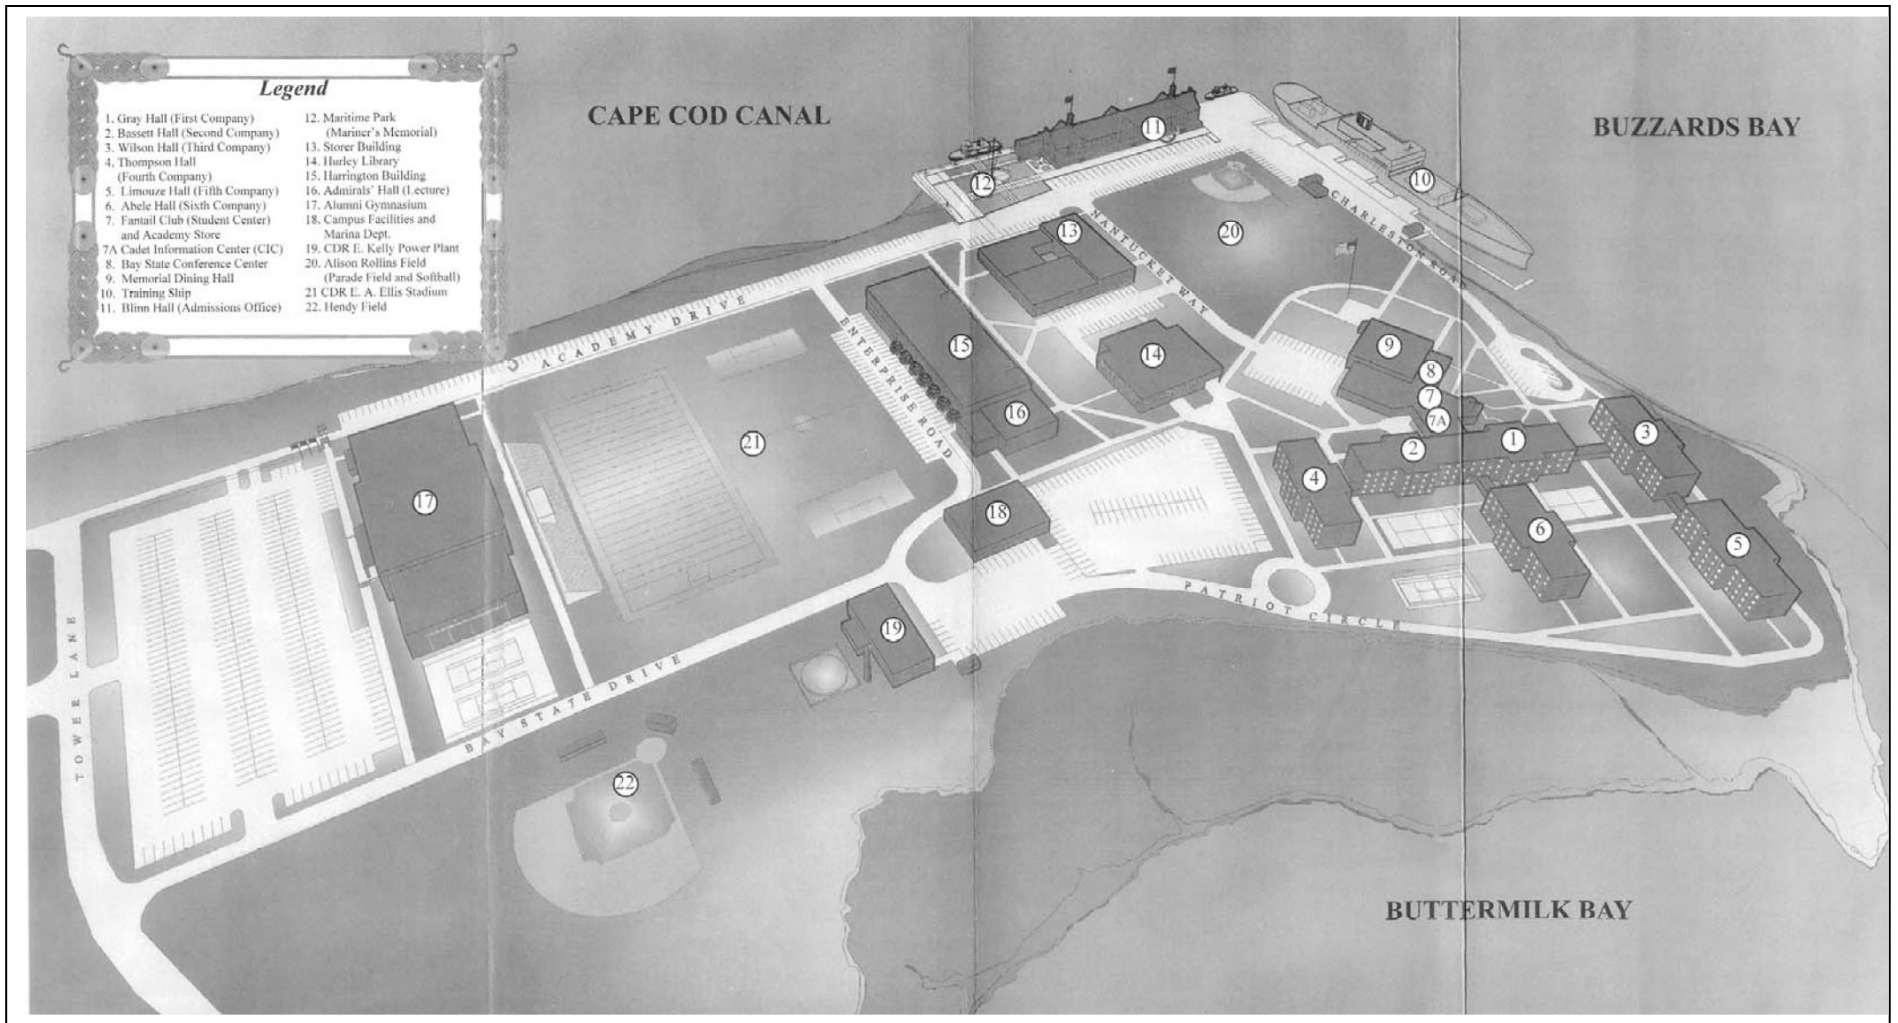 Legend
1. Gray Hall (First Company)
2. Bassett Hall (Second Company)
3. Wilson Hall (Third Company)
4. Thompson Hall
(Fourth Company)
5. Limouze Hall (Fifth Company)
6. Abele Hall (Sixth Company)
7. Fantail Club (Student Center)
and Academy Store
7A Cadet Information Center (CIC)
8. Bay State Conference Center
9. Memorial Dining Hall
10. Training Ship
11. Blinn Hall (Admissions Office)
12. Maritime Park
(Mariner's Memorial)
13. Storer Building
14. Hurley Library
15. Harrington Building
16. Admirals' Hall (Lecture)
17. Alumni Gymnasium
18. Campus Facilities and
Marina Dept.
19. CDR E. Kelly Power Plant
20. Alison Rollins Field
(Parade Field and Softball)
21 CDR E. A. Ellis Stadium
22. Hendy Field
CAPE COD CANAL
BUZZARDS BAY
11
10
12
CHARLESTON ROAD
13
20
NANTUCKET WAY
ACADEMY DRIVE
ENTERPRISE ROAD
15
14
9
8
7
7A
16
21
1
2
3
4
17
18
6
5
PATRIOT CIRCLE
19
TOWER LANE
BAY STATE DRIVE
22
BUTTERMILK BAY